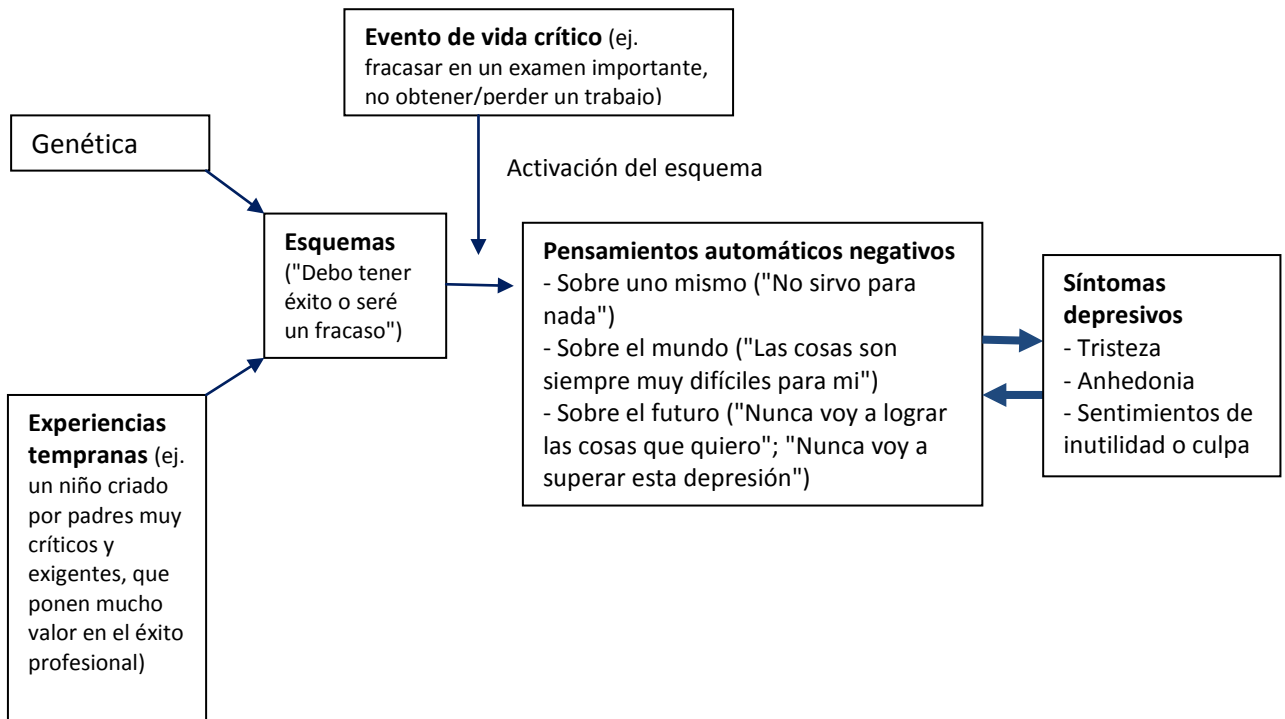 Evento de vida crítico (ej.
fracasar en un examen importante,
no obtener/perder un trabajo)
Genética
Activación del esquema
Esquemas
("Debo tener
éxito o seré
un fracaso")
Pensamientos automáticos negativos
- Sobre uno mismo ("No sirvo para
nada")
- Sobre el mundo ("Las cosas son
siempre muy difíciles para mi")
- Sobre el futuro ("Nunca voy a lograr
las cosas que quiero"; "Nunca voy a
superar esta depresión")
Síntomas
depresivos
- Tristeza
- Anhedonia
- Sentimientos de
inutilidad o culpa
Experiencias
tempranas (ej.
un niño criado
por padres muy
críticos y
exigentes, que
ponen mucho
valor en el éxito
profesional)